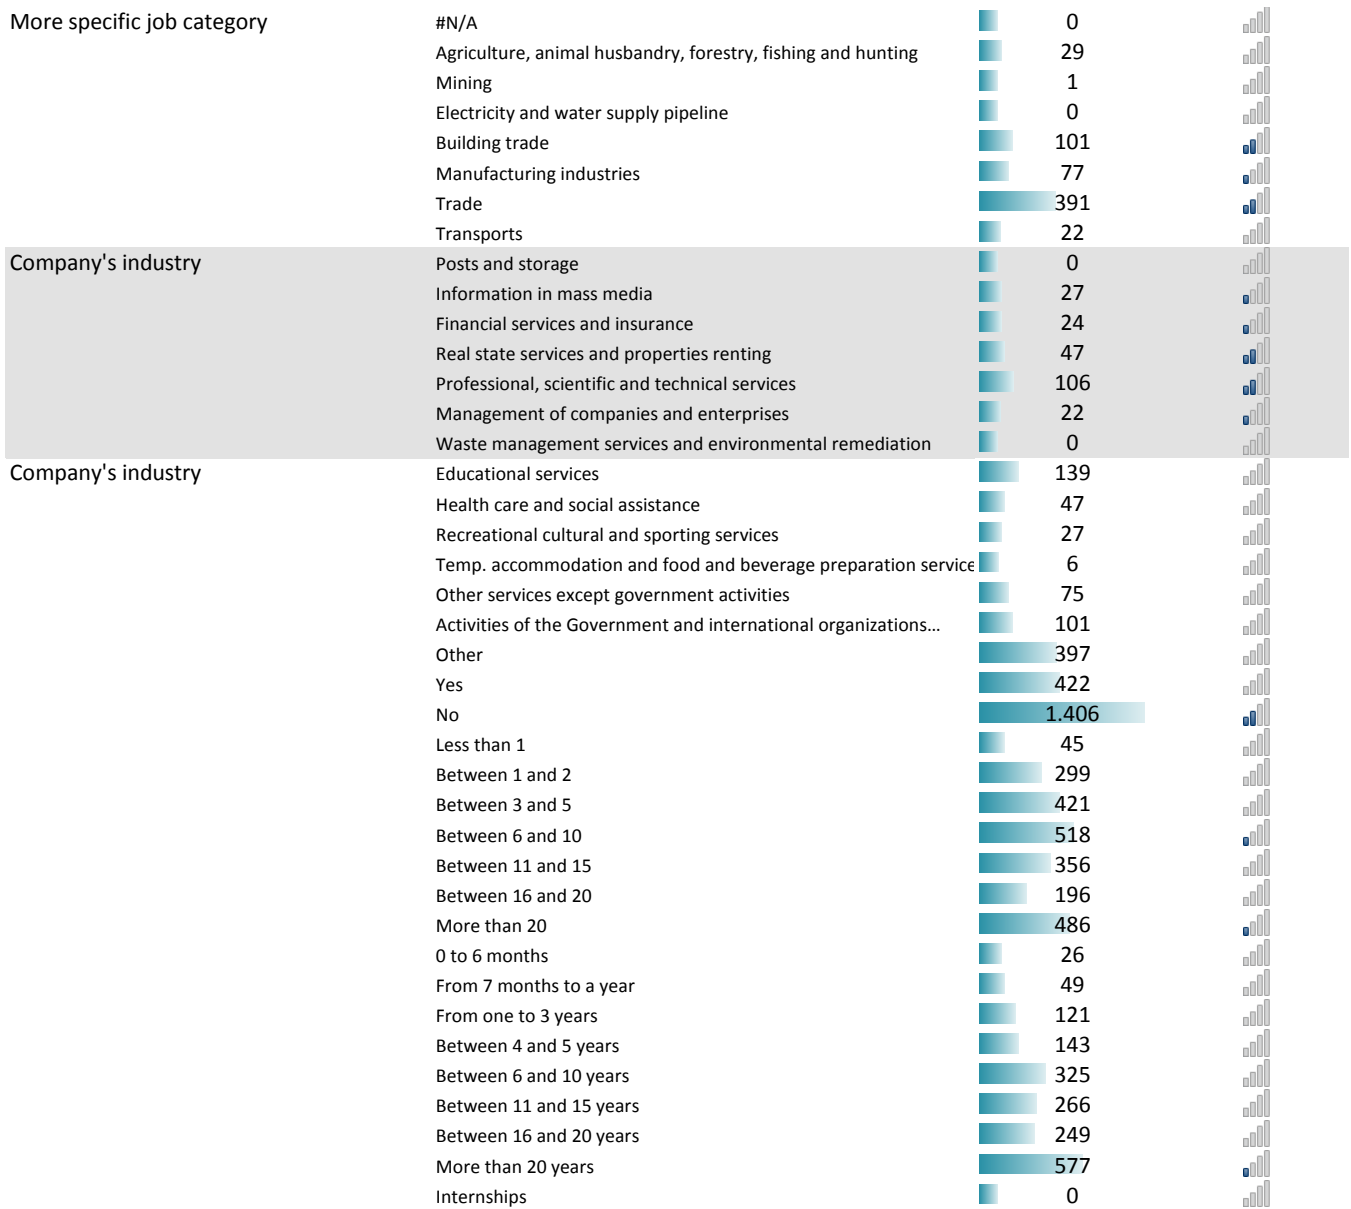 More specific job category #N/A 0
Agriculture, animal husbandry, forestry, fishing and hunting 29
Mining 1
Electricity and water supply pipeline 0
Building trade 101
Manufacturing industries 77
Trade 391
Transports 22
Company's industry Posts and storage 0
Information in mass media 27
Financial services and insurance 24
Real state services and properties renting 47
Professional, scientific and technical services 106
Management of companies and enterprises 22
Waste management services and environmental remediation 0
Company's industry Educational services 139
Health care and social assistance 47
Recreational cultural and sporting services 27
Temp. accommodation and food and beverage preparation service 6
Other services except government activities 75
Activities of the Government and international organizations... 101
Other 397
Yes 422
No 1.406
Less than 1 45
Between 1 and 2 299
Between 3 and 5 421
Between 6 and 10 518
Between 11 and 15 356
Between 16 and 20 196
More than 20 486
0 to 6 months 26
From 7 months to a year 49
From one to 3 years 121
Between 4 and 5 years 143
Between 6 and 10 years 325
Between 11 and 15 years 266
Between 16 and 20 years 249
More than 20 years 577
Internships 0